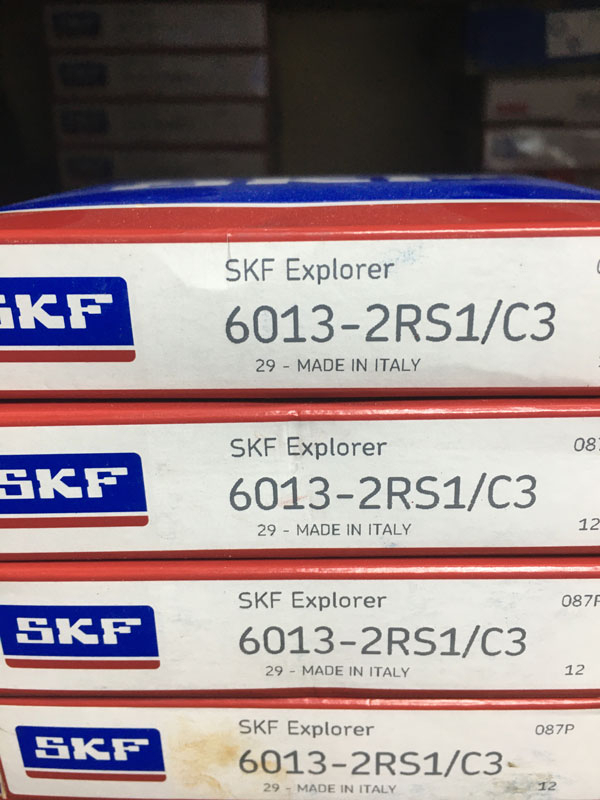 SKF Explorer
SKF
6013-2RS1/C3
29 - MADE IN ITALY
SKF Explorer
087
SKF
6013-2RS1/C3
29 - MADE IN ITALY
12
SKF Explorer
087P
SKF
6013-2RS1/C3
29 - MADE IN ITALY
12
SKF Explorer
087P
SKF
6013-2RS1/C3
29 - MADE IN ITALY
12